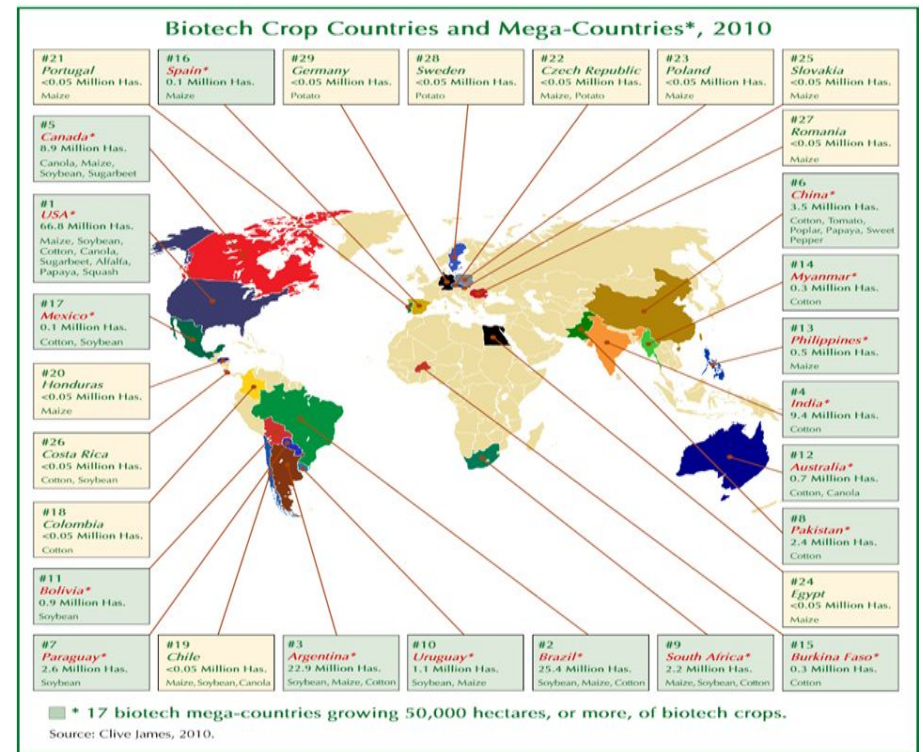 Biotech Crop Countries and Mega-Countries*, 2010
#21
Portugal
<0.05 Million Has.
Maize
#16
Spain*
0.1 Million Has.
Maize
#29
Germany
<0.05 Million Has.
Potato
#28
Sweden
<0.05 Million Has.
Potato
#22
Czech Republic
<0.05 Million Has.
Maize, Potato
#23
Poland
<0.05 Million Has.
Maize
#25
Slovakia
<0.05 Million Has.
Maize
#5
Canada*
8.9 Million Has.
Canola, Maize,
Soybean, Sugarbeet
#1
USA*
66.8 Million Has.
Maize, Soybean,
Cotton, Canola,
Sugarbeet, Alfalfa,
Papaya, Squash
#17
Mexico*
0.1 Million Has.
Cotton, Soybean
#20
Honduras
<0.05 Million Has.
Maize
#26
Costa Rica
<0.05 Million Has.
Cotton, Soybean
#18
Colombia
<0.05 Million Has.
Cotton
#11
Bolivia*
0.9 Million Has.
Soybean
#27
Romania
<0.05 Million Has.
Maize
#6
China*
3.5 Million Has.
Cotton, Tomato,
Poplar, Papaya, Sweet
Pepper
#14
Myanmar*
0.3 Million Has.
Cotton
#13
Philippines*
0.5 Million Has.
Maize
#4
India*
9.4 Million Has.
Cotton
#12
Australia*
0.7 Million Has.
Cotton, Canola
#8
Pakistan*
2.4 Million Has.
Cotton
#24
Egypt
<0.05 Million Has.
Maize
#7
Paraguay*
2.6 Million Has.
Soybean
#19
Chile
<0.05 Million Has.
Maize, Soybean, Canola
#3
Argentina*
22.9 Million Has.
Soybean, Maize, Cotton
#10
Uruguay*
1.1 Million Has.
Soybean, Maize
#2
Brazil*
25.4 Million Has.
Soybean, Maize, Cotton
#9
South Africa*
2.2 Million Has.
Maize, Soybean, Cotton
#15
Burkina Faso*
0.3 Million Has.
Cotton
* 17 biotech mega-countries growing 50,000 hectares, or more, of biotech crops.
Source: Clive James, 2010.